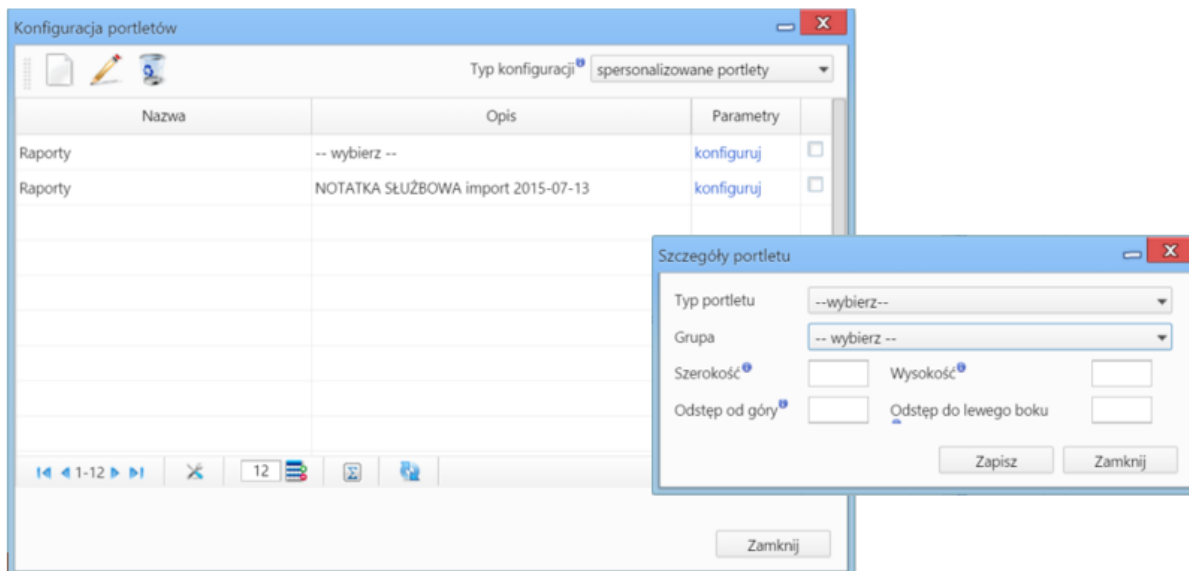 Konfiguracja portletów
Typ konfiguracji spersonalizowane portlety
Nazwa Opis Parametry
Raporty -- wybierz -- konfiguruj
Raporty NOTATKA SŁUŻBOWA import 2015-07-13 konfiguruj
1-12 12
Zamknij
Szczegóły portletu
Typ portletu --wybierz--
Grupa -- wybierz --
Szerokość Wysokość
Odstęp od góry Odstęp do lewego boku
Zapisz Zamknij